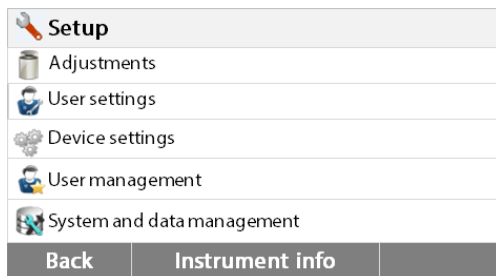 Setup
Adjustments
User settings
Device settings
User management
System and data management
Back Instrument info